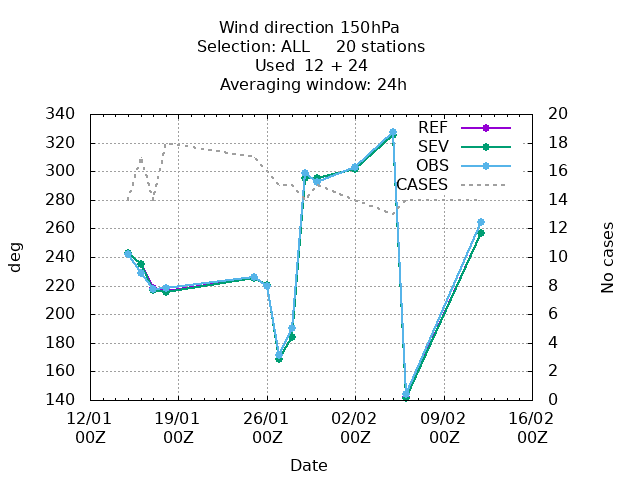 Wind direction 150hPa
Selection: ALL     20 stations
Used  12 + 24
Averaging window: 24h
340
320
300
280
260
240
220
200
180
160
140
deg
20
18
16
14
12
10
8
6
4
2
0
No cases
REF
SEV
OBS
CASES
12/01 19/01 26/01 02/02 09/02 16/02
00Z 00Z 00Z 00Z 00Z 00Z
Date